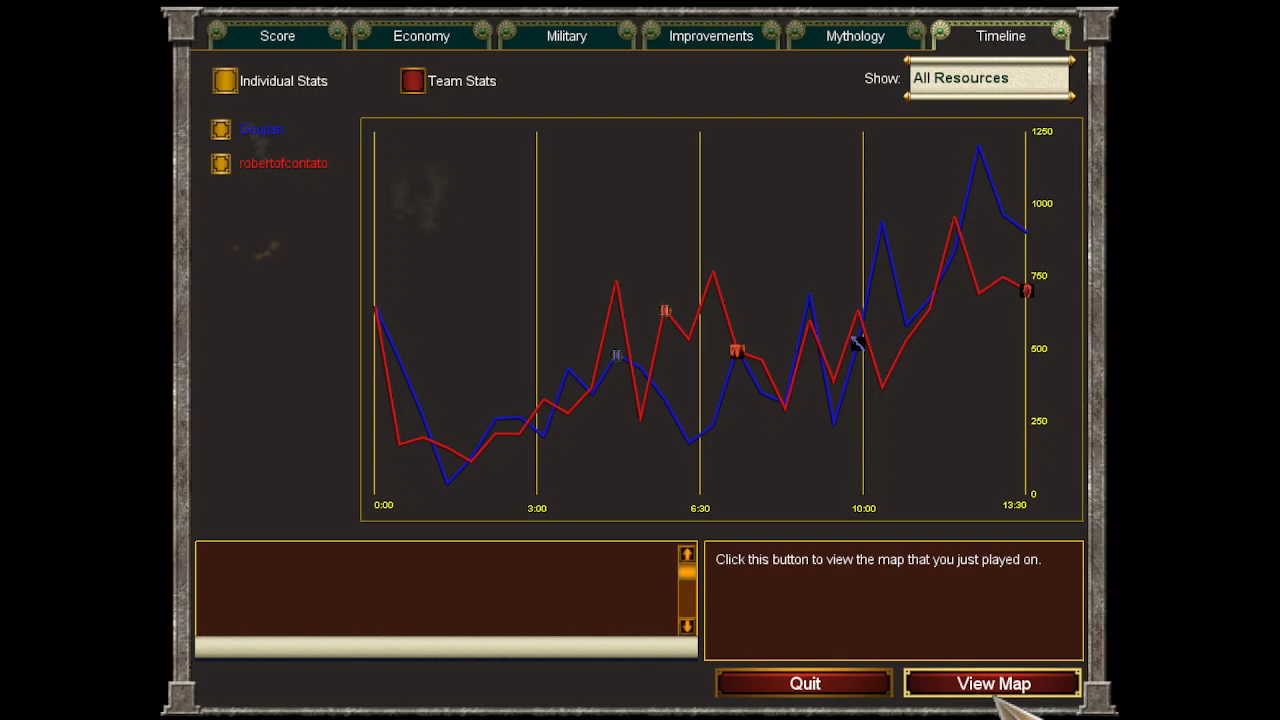 Score Economy Military Improvements Mythology Timeline
Individual Stats Team Stats Show: All Resources
Goujian
robertofcontato
1250
1000
750
500
250
0
0:00 3:00 6:30 10:00 13:30
Click this button to view the map that you just played on.
Quit View Map